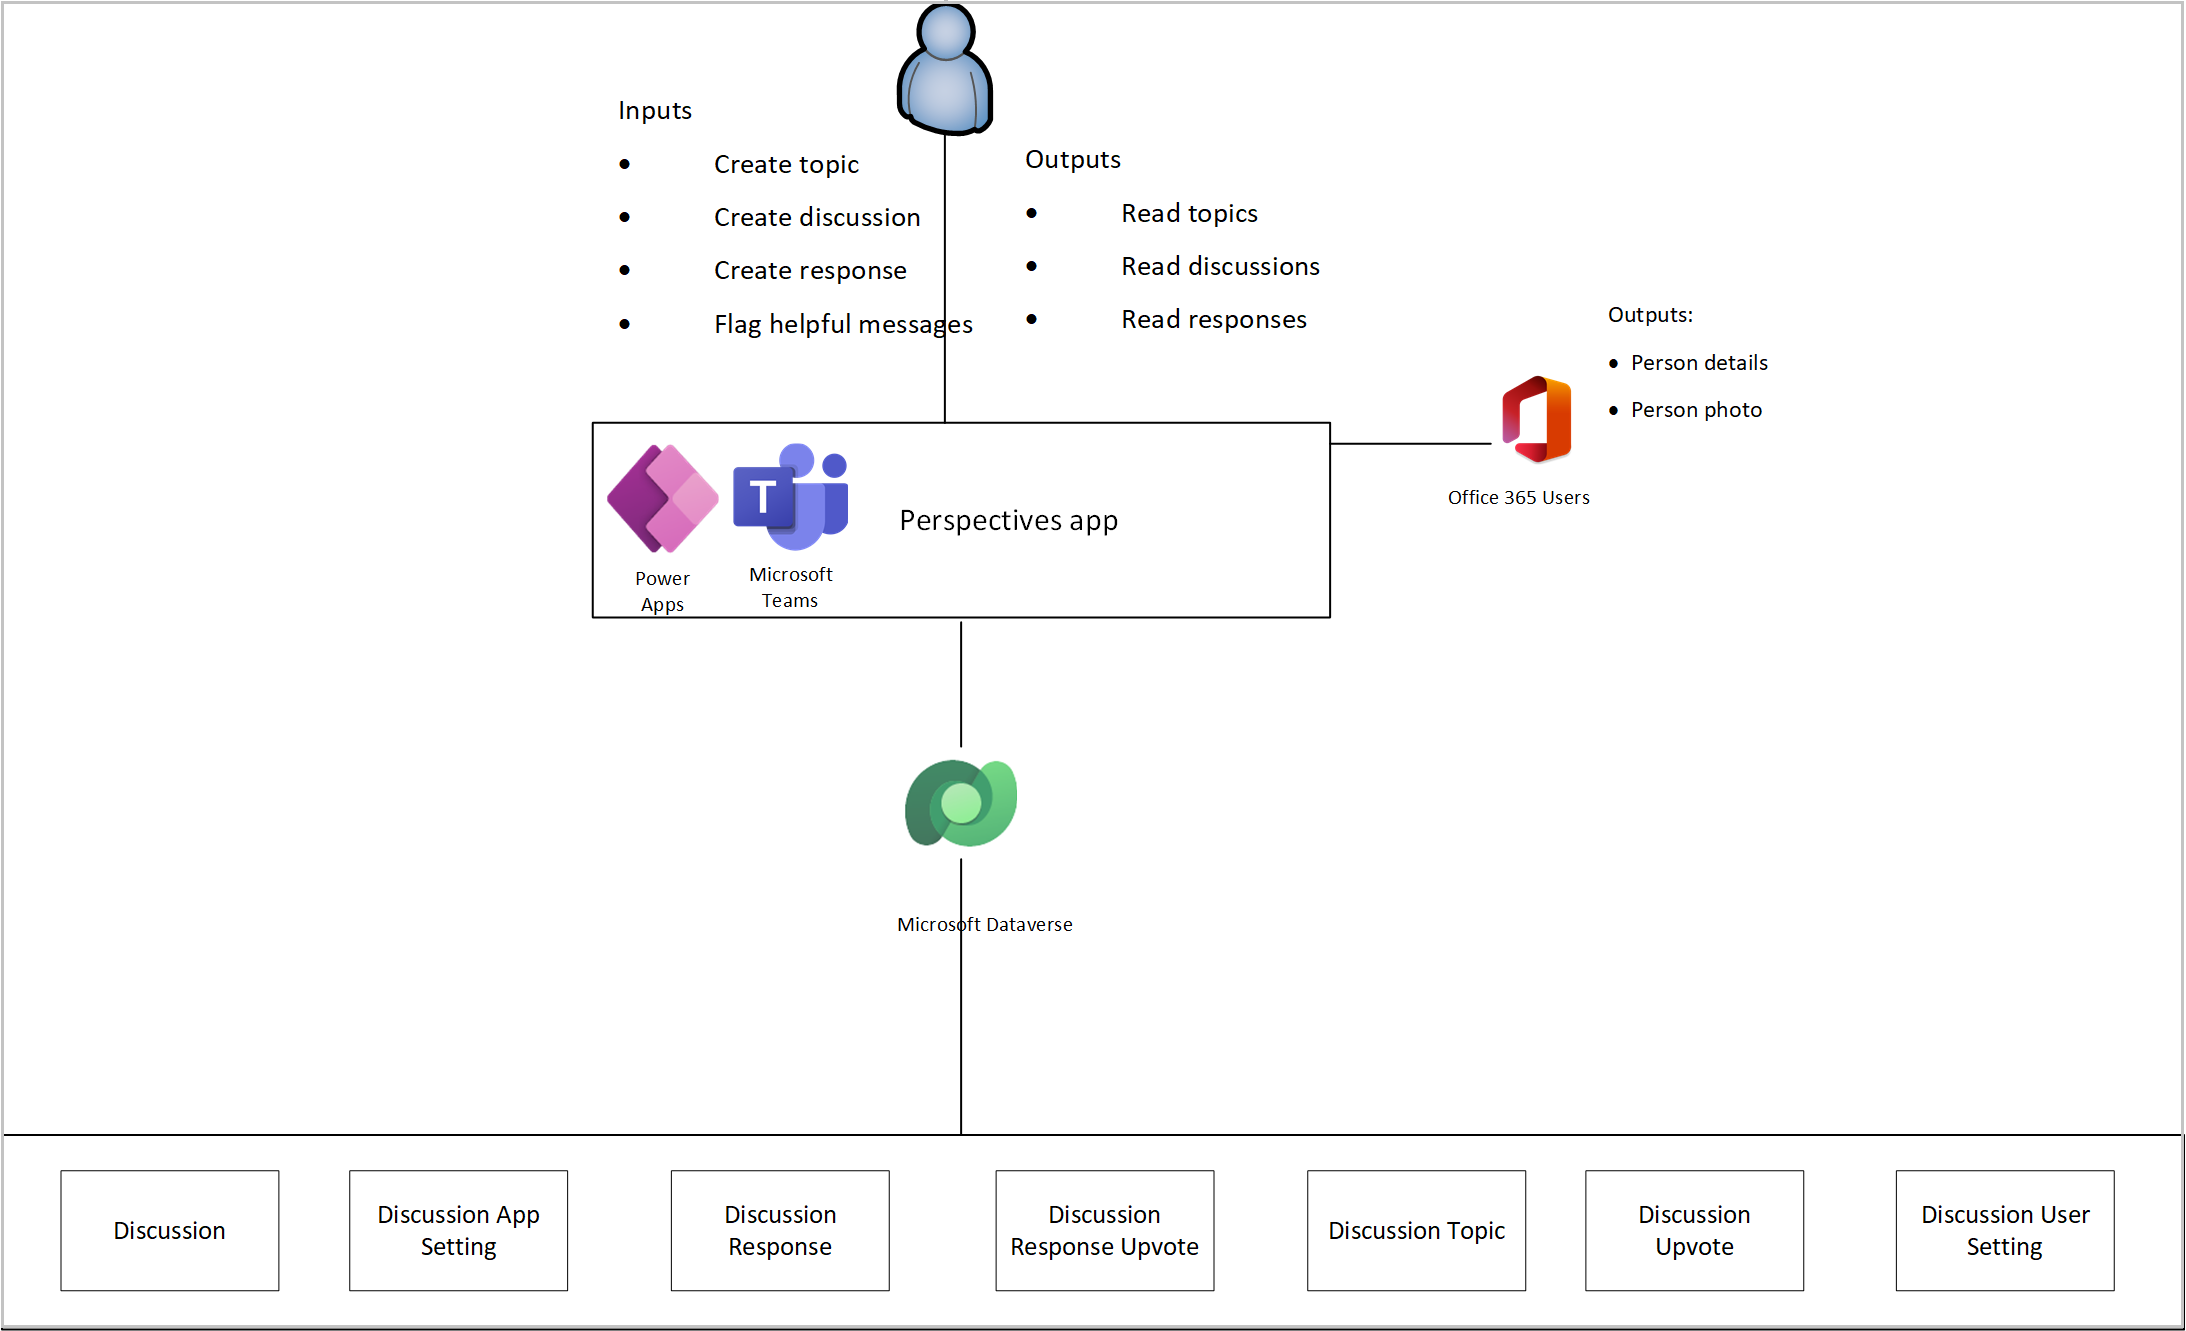 Inputs
• Create topic
• Create discussion
• Create response
• Flag helpful messages
Outputs
• Read topics
• Read discussions
• Read responses
Outputs:
• Person details
• Person photo
Office 365 Users
T
Perspectives app
Power
Apps
Microsoft
Teams
Microsoft Dataverse
Discussion
Discussion App
Setting
Discussion
Response
Discussion
Response Upvote
Discussion Topic
Discussion
Upvote
Discussion User
Setting